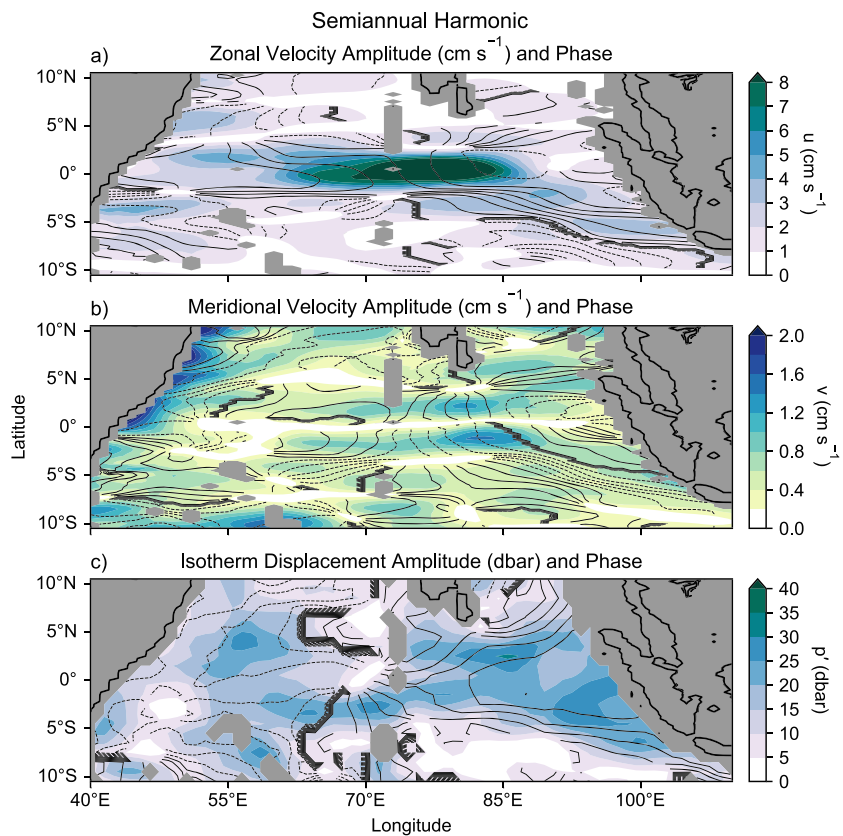 Semiannual Harmonic
a) Zonal Velocity Amplitude (cm s⁻¹) and Phase
10°N
5°N
0°
5°S
10°S
8
7
6
5
4
3
2
1
0
u (cm s⁻¹)
b) Meridional Velocity Amplitude (cm s⁻¹) and Phase
10°N
5°N
0°
5°S
10°S
Latitude
2.0
1.6
1.2
0.8
0.4
0.0
v (cm s⁻¹)
c) Isotherm Displacement Amplitude (dbar) and Phase
10°N
5°N
0°
5°S
10°S
40
35
30
25
20
15
10
5
0
p' (dbar)
40°E 55°E 70°E 85°E 100°E
Longitude